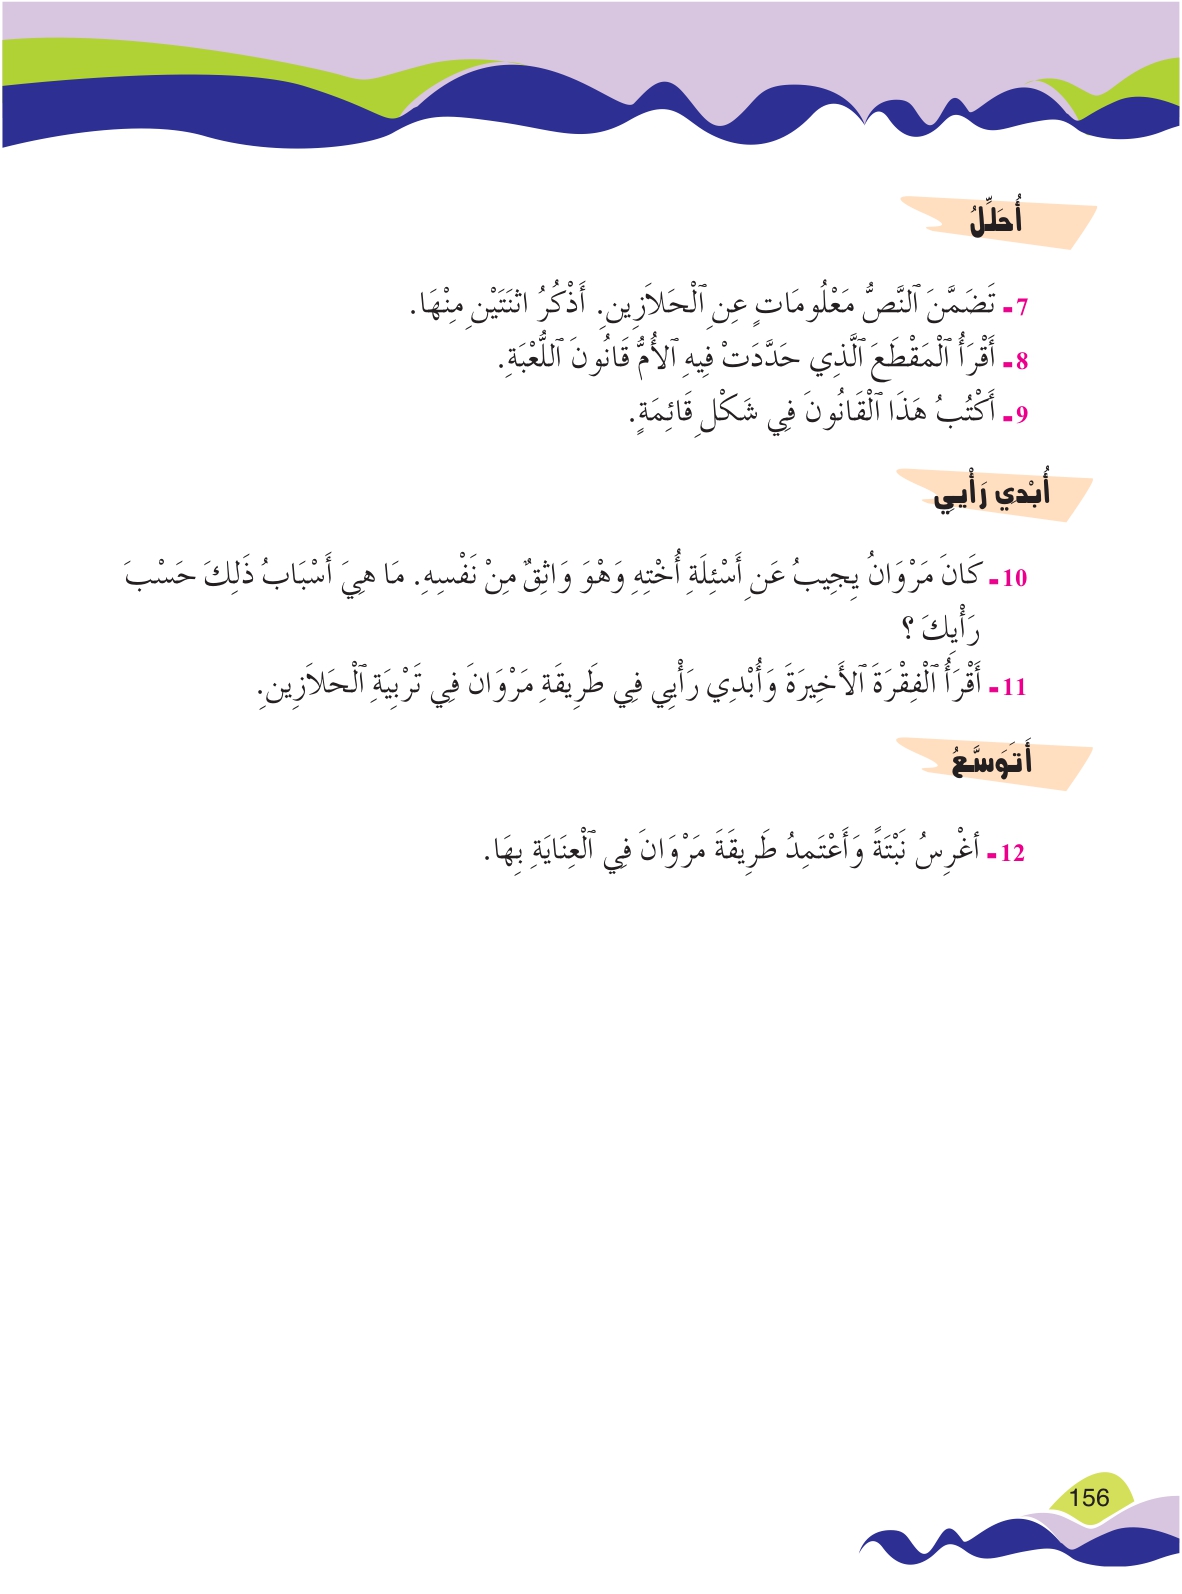 أُحَلِّلُ
7- تَضَمَّنَ ٱلنَّصُّ مَعْلُومَاتٍ عِنِ ٱلْحَلاَزِينِ. أَذْكُرُ اثنَتَيْنِ مِنْهَا.
8- أَقْرَأُ ٱلْمَقْطَعَ ٱلَّذِي حَدَّدَتْ فِيهِ ٱلأُمُّ قَانُونَ ٱللُّعْبَةِ.
9- أَكْتُبُ هَذَا ٱلْقَانُونَ فِي شَكْلِ قَائِمَةٍ.
أُبْدِي رَأْيِي
10- كَانَ مَرْوَانُ يِجِيبُ عَنِ أَسْئِلَةِ أُخْتِهِ وَهْوَ وَاثِقٌ مِنْ نَفْسِهِ. مَا هِيَ أَسْبَابُ ذَلِكَ حَسْبَ
رَأْيِكَ ؟
11- أَقْرَأُ ٱلْفِقْرَةَ ٱلأَخِيرَةَ وَأُبْدِي رَأْيِي فِي طَرِيقَةِ مَرْوَانَ فِي تَرْبِيَةِ ٱلْحَلاَزِينِ.
أَتَوَسَّعُ
12- أغْرِسُ نَبْتَةً وَأَعْتَمِدُ طَرِيقَةَ مَرْوَانَ فِي ٱلْعِنَايَةِ بِهَا.
156